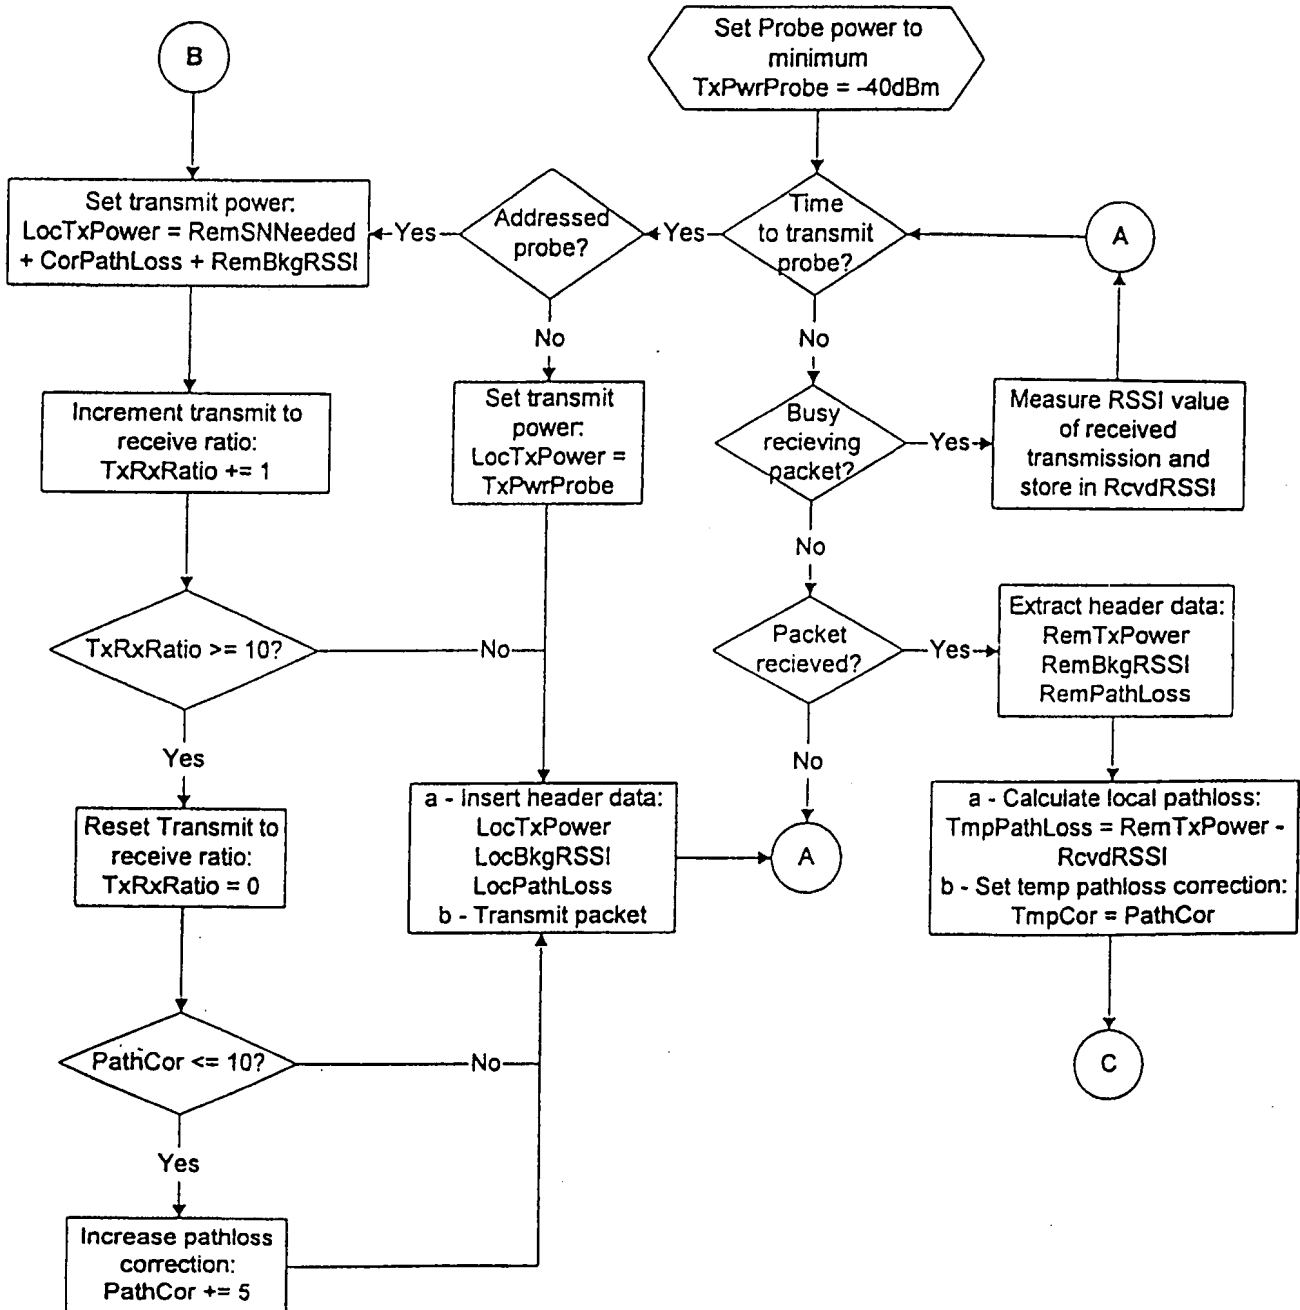 Set Probe power to
minimum
TxPwrProbe = -40dBm
B
Set transmit power:
LocTxPower = RemSNNeeded
+ CorPathLoss + RemBkgRSSI
Yes
Addressed
probe?
Yes
Time
to transmit
probe?
A
No
No
Increment transmit to
receive ratio:
TxRxRatio += 1
Set transmit
power:
LocTxPower =
TxPwrProbe
Busy
recieving
packet?
Yes
Measure RSSI value
of received
transmission and
store in RcvdRSSI
No
TxRxRatio >= 10?
No
Packet
recieved?
Yes
Extract header data:
RemTxPower
RemBkgRSSI
RemPathLoss
Yes
No
Reset Transmit to
receive ratio:
TxRxRatio = 0
a - Insert header data:
LocTxPower
LocBkgRSSI
LocPathLoss
b - Transmit packet
A
a - Calculate local pathloss:
TmpPathLoss = RemTxPower -
RcvdRSSI
b - Set temp pathloss correction:
TmpCor = PathCor
PathCor <= 10?
No
C
Yes
Increase pathloss
correction:
PathCor += 5